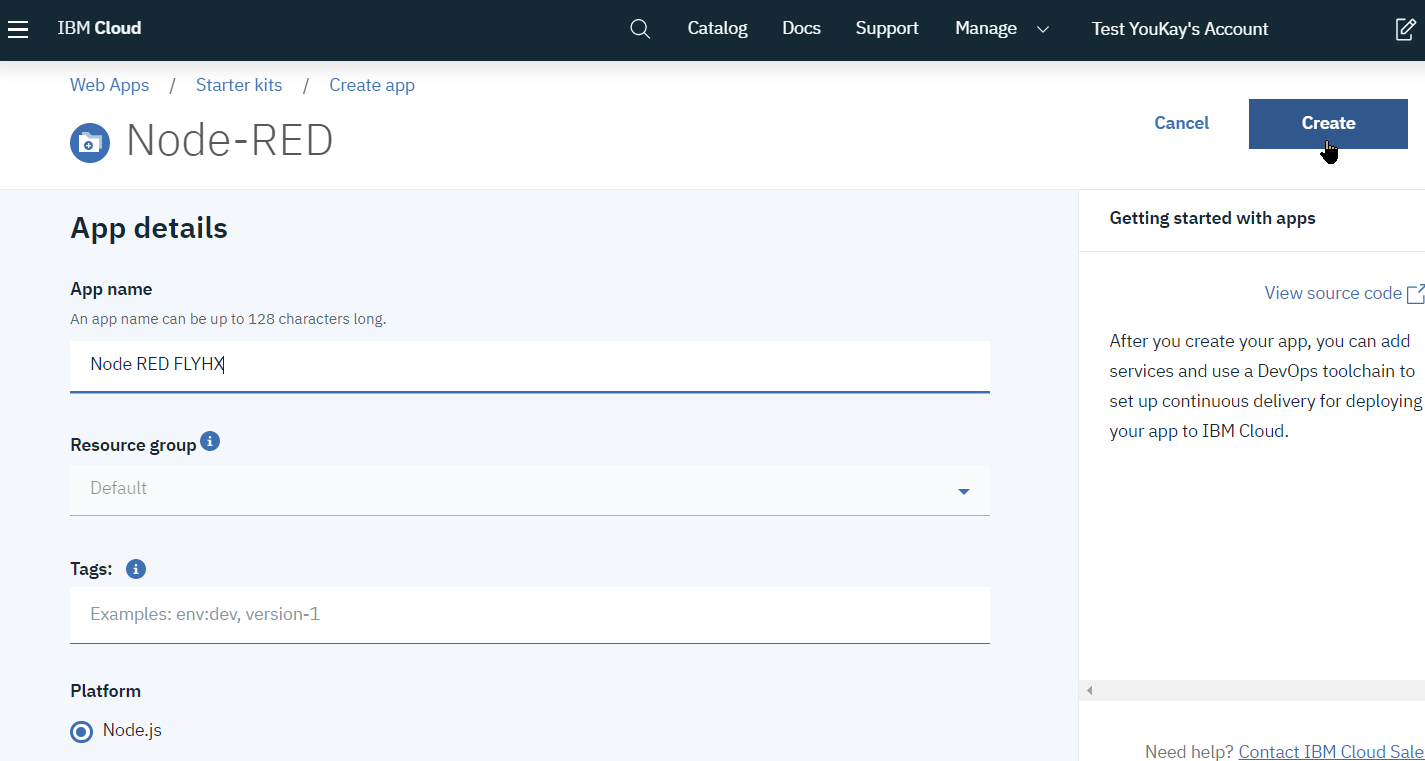 IBM Cloud
Catalog
Docs
Support
Manage
Test YouKay's Account
Web Apps / Starter kits / Create app
Node-RED
Cancel
Create
App details
App name
An app name can be up to 128 characters long.
Node RED FLYHX
Resource group
Default
Tags:
Examples: env:dev, version-1
Platform
Node.js
Getting started with apps
View source code
After you create your app, you can add
services and use a DevOps toolchain to
set up continuous delivery for deploying
your app to IBM Cloud.
Need help? Contact IBM Cloud Sale